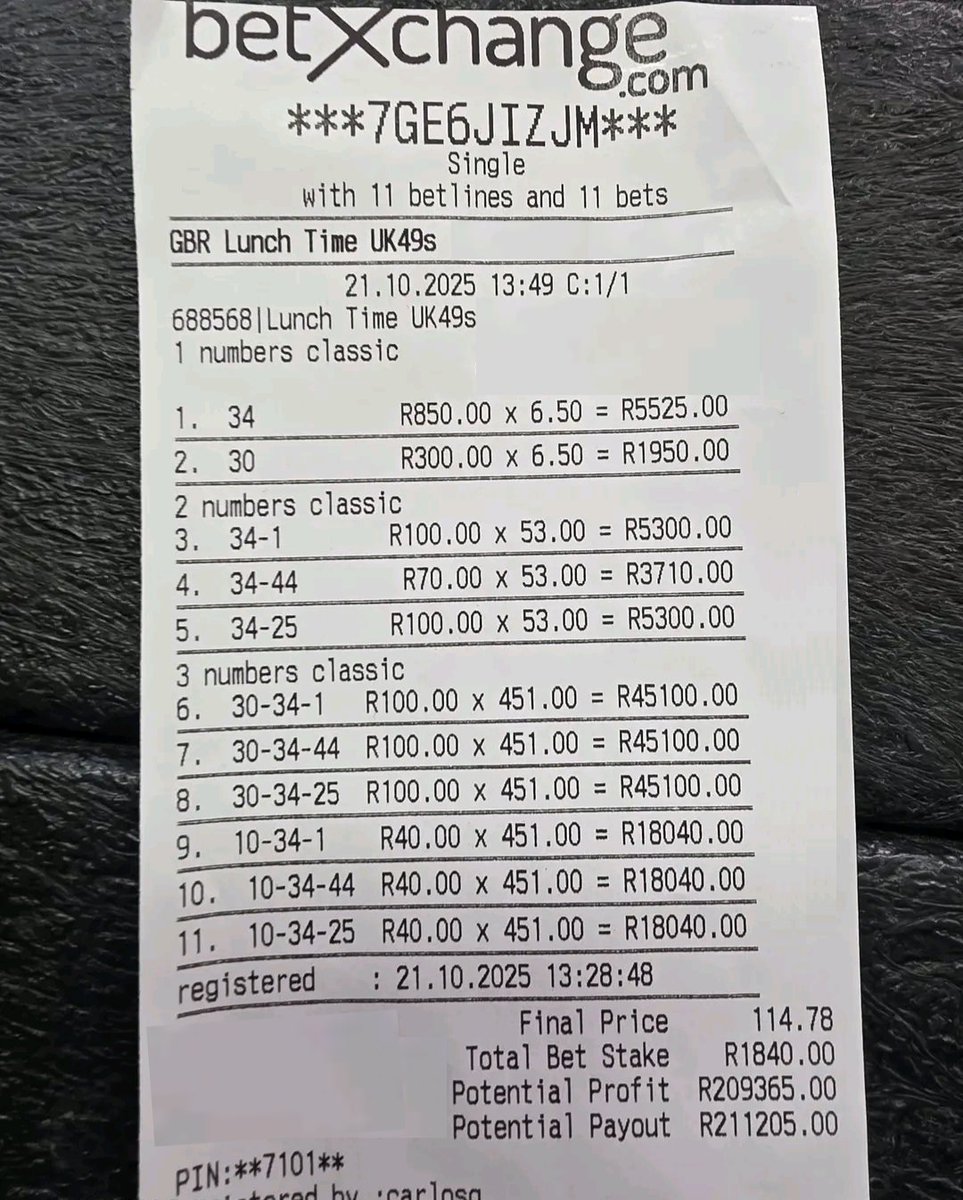 betXchange
.com
***7GE6JIZJM***
Single
with 11 betlines and 11 bets
GBR Lunch Time UK49s
21.10.2025 13:49 C:1/1
688568|Lunch Time UK49s
1 numbers classic
1. 34 R850.00 x 6.50 = R5525.00
2. 30 R300.00 x 6.50 = R1950.00
2 numbers classic
3. 34-1 R100.00 x 53.00 = R5300.00
4. 34-44 R70.00 x 53.00 = R3710.00
5. 34-25 R100.00 x 53.00 = R5300.00
3 numbers classic
6. 30-34-1 R100.00 x 451.00 = R45100.00
7. 30-34-44 R100.00 x 451.00 = R45100.00
8. 30-34-25 R100.00 x 451.00 = R45100.00
9. 10-34-1 R40.00 x 451.00 = R18040.00
10. 10-34-44 R40.00 x 451.00 = R18040.00
11. 10-34-25 R40.00 x 451.00 = R18040.00
registered : 21.10.2025 13:28:48
Final Price 114.78
Total Bet Stake R1840.00
Potential Profit R209365.00
Potential Payout R211205.00
PIN:**7101**
by :carlosg